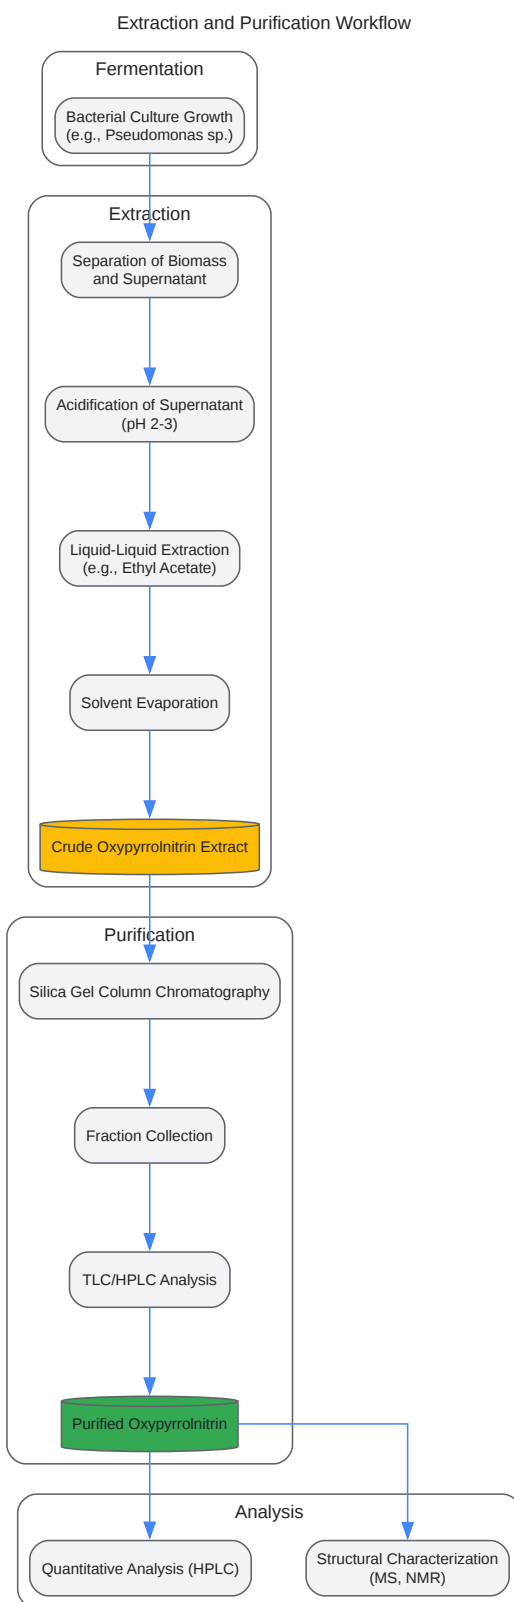 Extraction and Purification Workflow
Fermentation
Bacterial Culture Growth
(e.g., Pseudomonas sp.)
Extraction
Separation of Biomass
and Supernatant
Acidification of Supernatant
(pH 2-3)
Liquid-Liquid Extraction
(e.g., Ethyl Acetate)
Solvent Evaporation
Crude Oxypyrrolnitrin Extract
Purification
Silica Gel Column Chromatography
Fraction Collection
TLC/HPLC Analysis
Purified Oxypyrrolnitrin
Analysis
Quantitative Analysis (HPLC)
Structural Characterization
(MS, NMR)